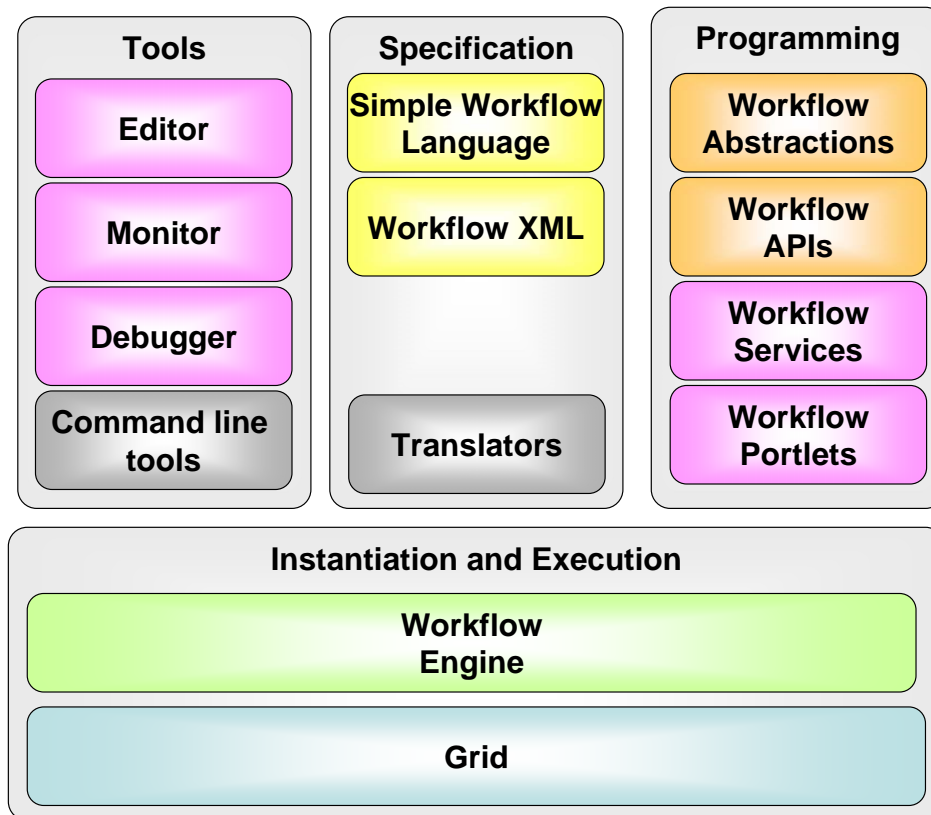 Tools
Editor
Monitor
Debugger
Command line
tools
Specification
Simple Workflow
Language
Workflow XML
Translators
Programming
Workflow
Abstractions
Workflow
APIs
Workflow
Services
Workflow
Portlets
Instantiation and Execution
Workflow
Engine
Grid